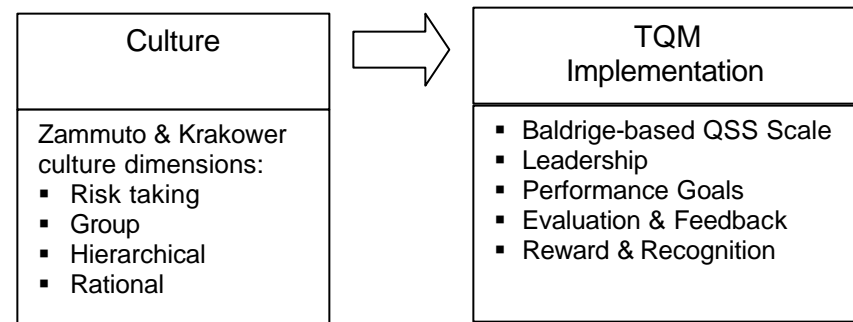 Culture
Zammuto & Krakower
culture dimensions:
▪ Risk taking
▪ Group
▪ Hierarchical
▪ Rational
TQM
Implementation
▪ Baldrige-based QSS Scale
▪ Leadership
▪ Performance Goals
▪ Evaluation & Feedback
▪ Reward & Recognition